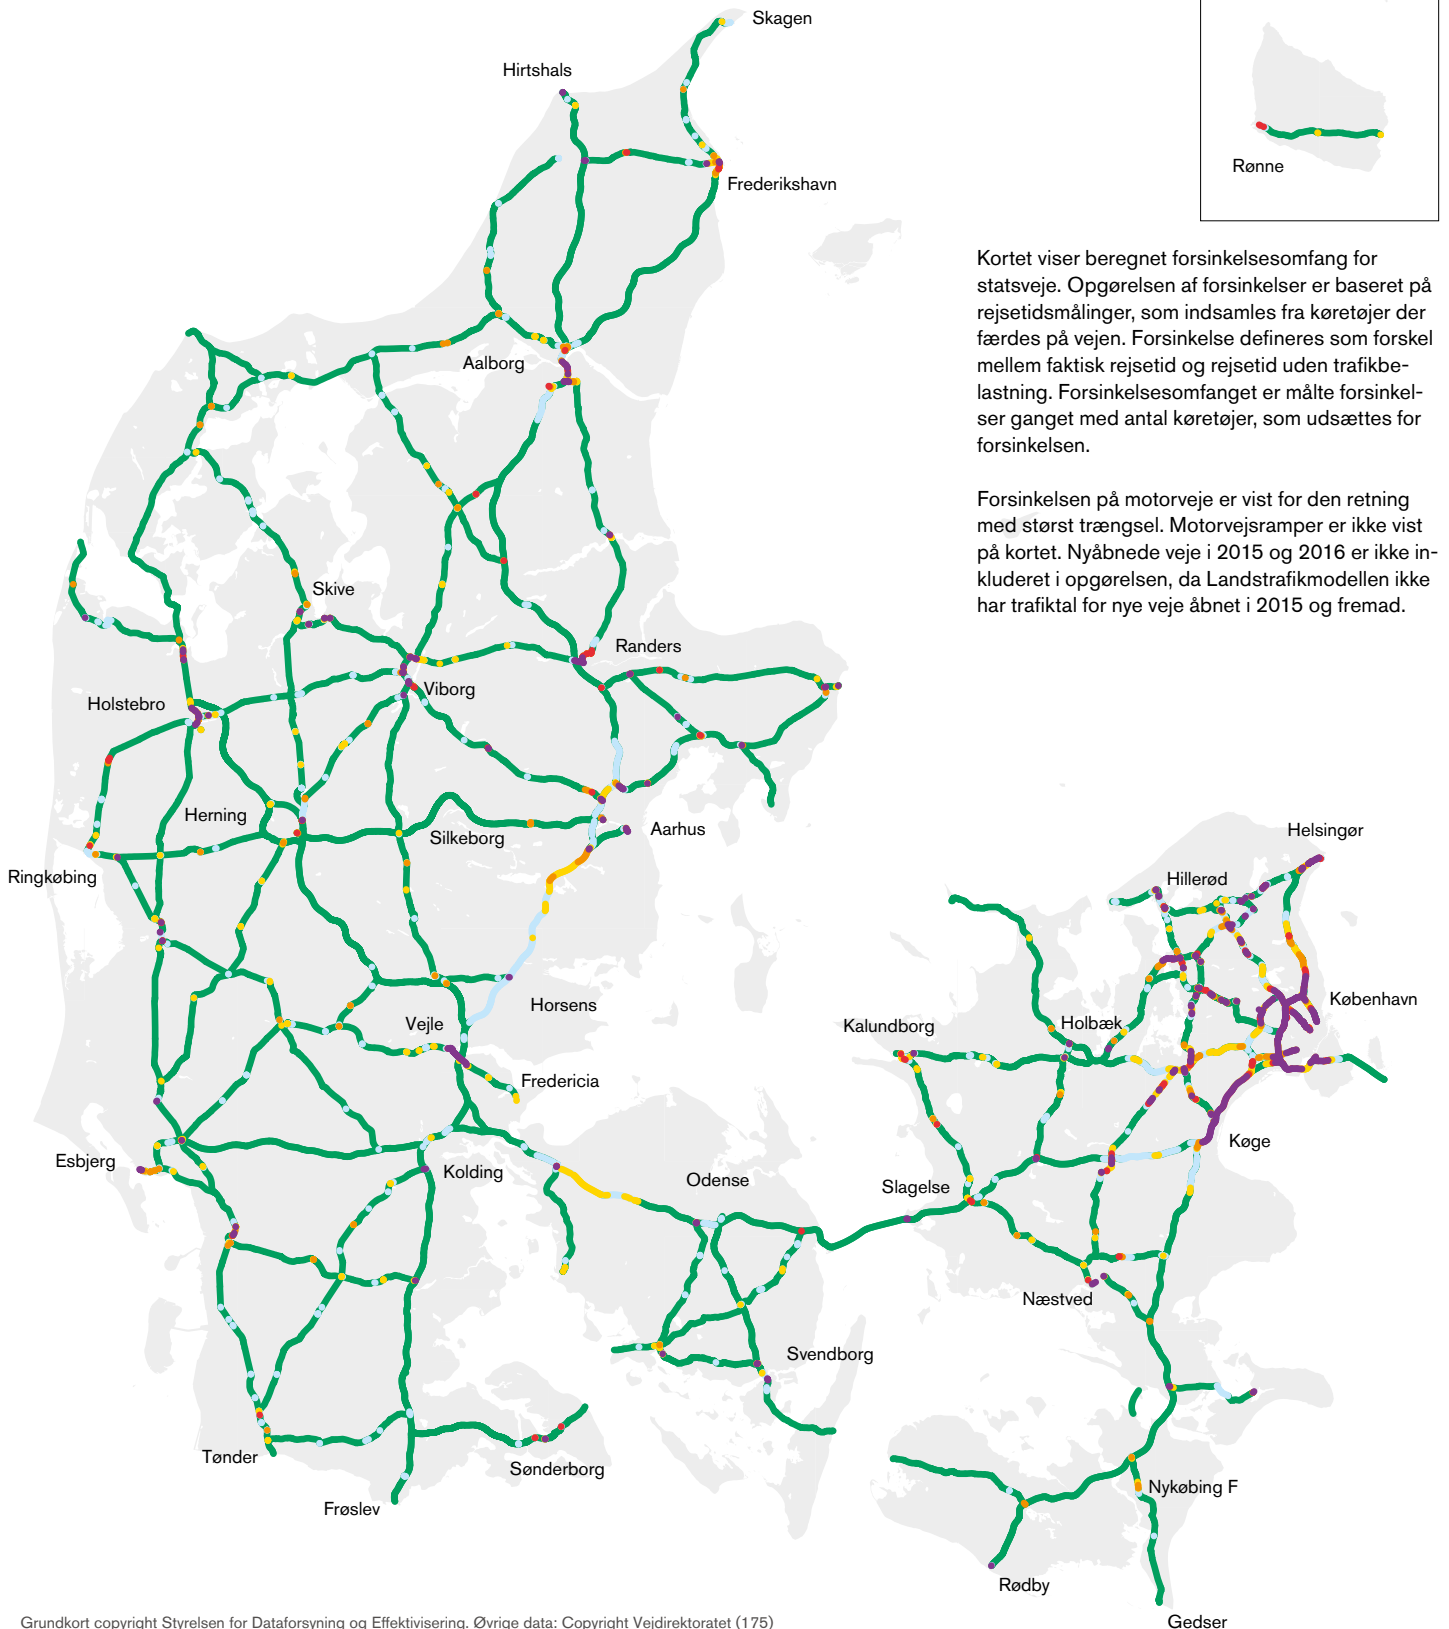 Skagen
Hirtshals
Frederikshavn
Rønne
Kortet viser beregnet forsinkelsesomfang for
statsveje. Opgørelsen af forsinkelser er baseret på
rejsetidsmålinger, som indsamles fra køretøjer der
færdes på vejen. Forsinkelse defineres som forskel
mellem faktisk rejsetid og rejsetid uden trafikbe-
lastning. Forsinkelsesomfanget er målte forsinkel-
ser ganget med antal køretøjer, som udsættes for
forsinkelsen.
Forsinkelsen på motorveje er vist for den retning
med størst trængsel. Motorvejsramper er ikke vist
på kortet. Nyåbnede veje i 2015 og 2016 er ikke in-
kluderet i opgørelsen, da Landstrafikmodellen ikke
har trafiktal for nye veje åbnet i 2015 og fremad.
Aalborg
Skive
Randers
Viborg
Holstebro
Herning
Silkeborg
Aarhus
Ringkøbing
Helsingør
Hillerød
København
Horsens
Vejle
Kalundborg
Holbæk
Fredericia
Køge
Esbjerg
Kolding
Odense
Slagelse
Næstved
Svendborg
Tønder
Sønderborg
Frøslev
Nykøbing F
Rødby
Gedser
Grundkort copyright Styrelsen for Dataforsyning og Effektivisering. Øvrige data: Copyright Vejdirektoratet (175)